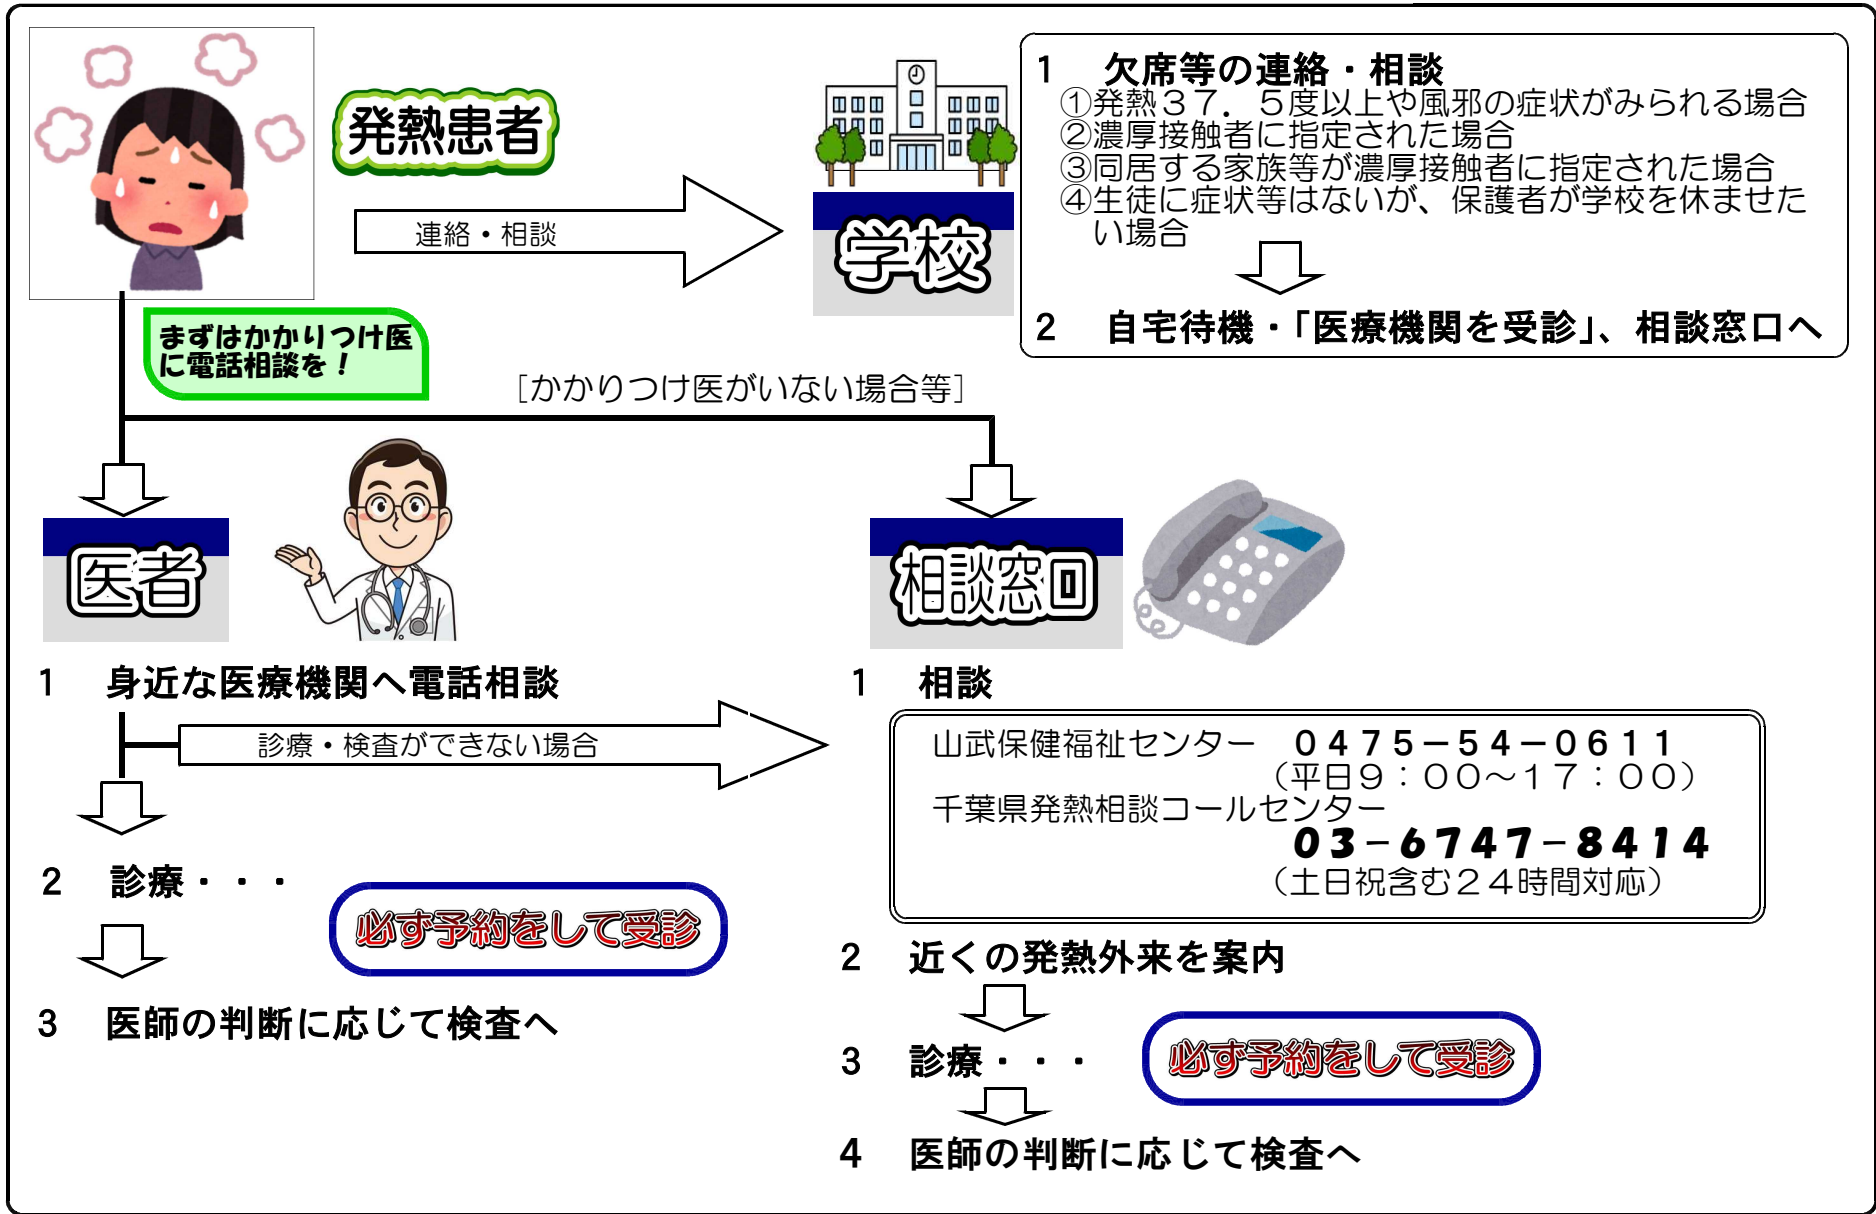 発熱患者
連絡・相談
学校
1 欠席等の連絡・相談
①発熱37．5度以上や風邪の症状がみられる場合
②濃厚接触者に指定された場合
③同居する家族等が濃厚接触者に指定された場合
④生徒に症状等はないが、保護者が学校を休ませた
い場合
2 自宅待機・「医療機関を受診」、相談窓口へ
まずはかかりつけ医
に電話相談を！
［かかりつけ医がいない場合等］
医者
1 身近な医療機関へ電話相談
診療・検査ができない場合
2 診療・・・
必ず予約をして受診
3 医師の判断に応じて検査へ
相談窓口
1 相談
山武保健福祉センター 0475－54－0611
（平日9：00～17：00）
千葉県発熱相談コールセンター
03－6747－8414
（土日祝含む24時間対応）
2 近くの発熱外来を案内
3 診療・・・
必ず予約をして受診
4 医師の判断に応じて検査へ